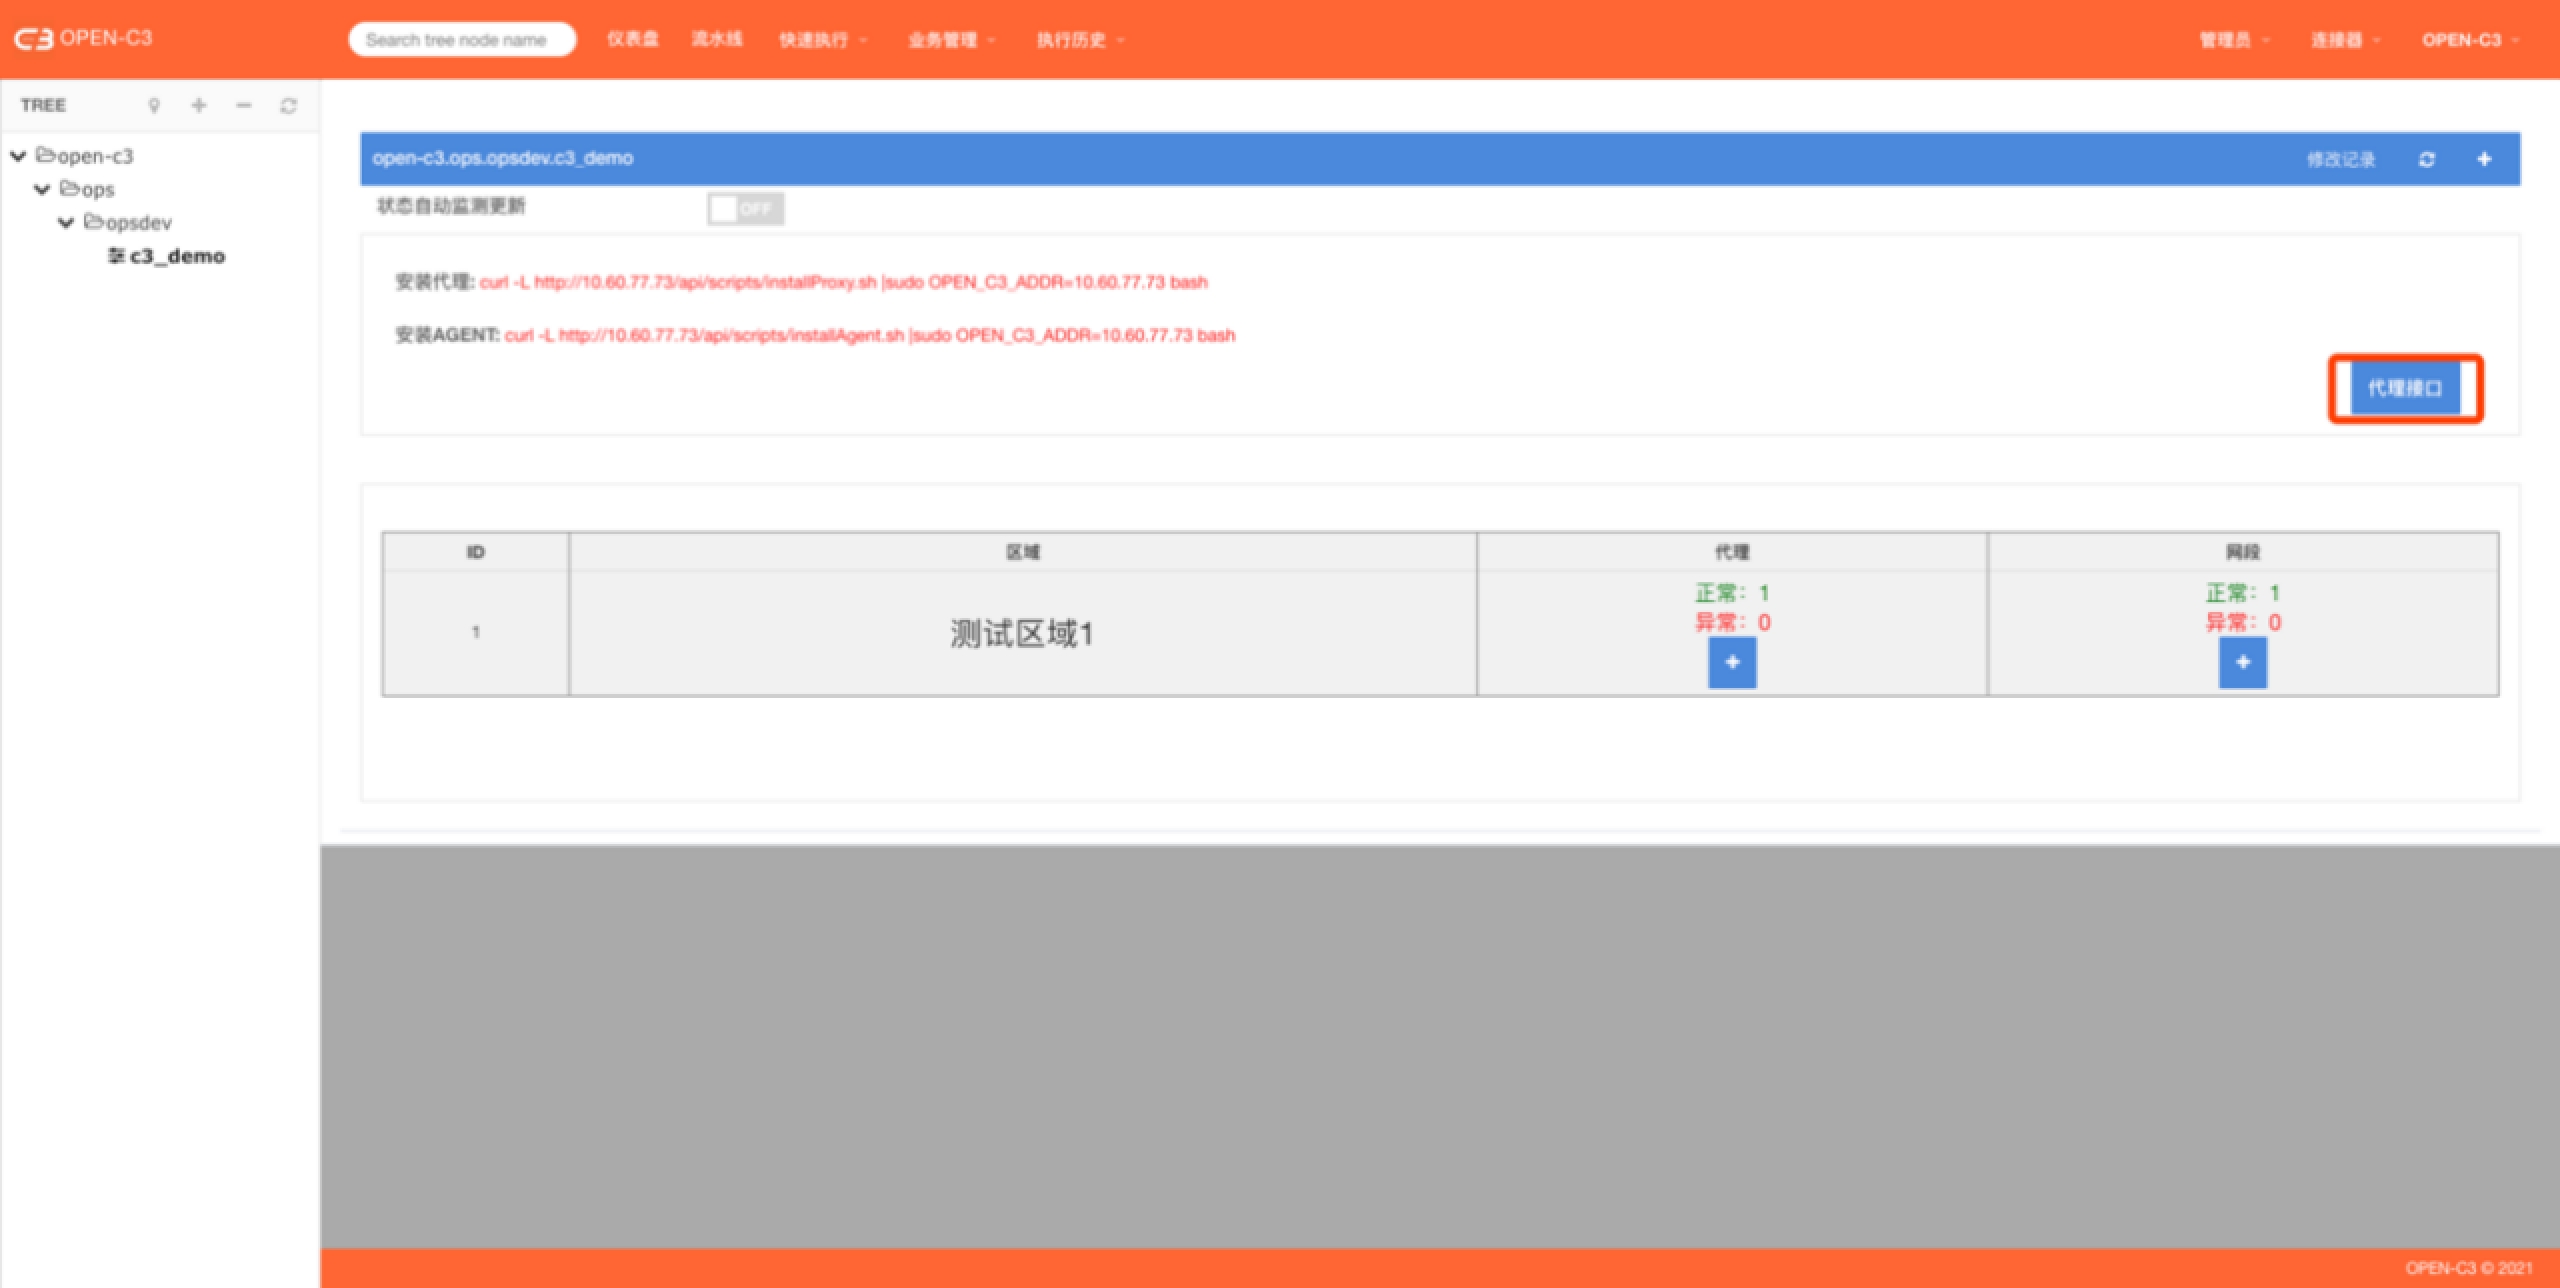 OPEN-C3
Search tree node name
仪表盘
流水线
快速执行
业务管理
执行历史
管理员
连接器
OPEN-C3
TREE
open-c3
ops
opsdev
c3_demo
open-c3.ops.opsdev.c3_demo
修改记录
状态自动监测更新
OFF
安装代理: curl -L http://10.60.77.73/api/scripts/installProxy.sh |sudo OPEN_C3_ADDR=10.60.77.73 bash
安装AGENT: curl -L http://10.60.77.73/api/scripts/installAgent.sh |sudo OPEN_C3_ADDR=10.60.77.73 bash
代理接口
ID 区域 代理 网段
正常：1 正常：1
1 测试区域1 异常：0 异常：0
OPEN-C3 © 2021